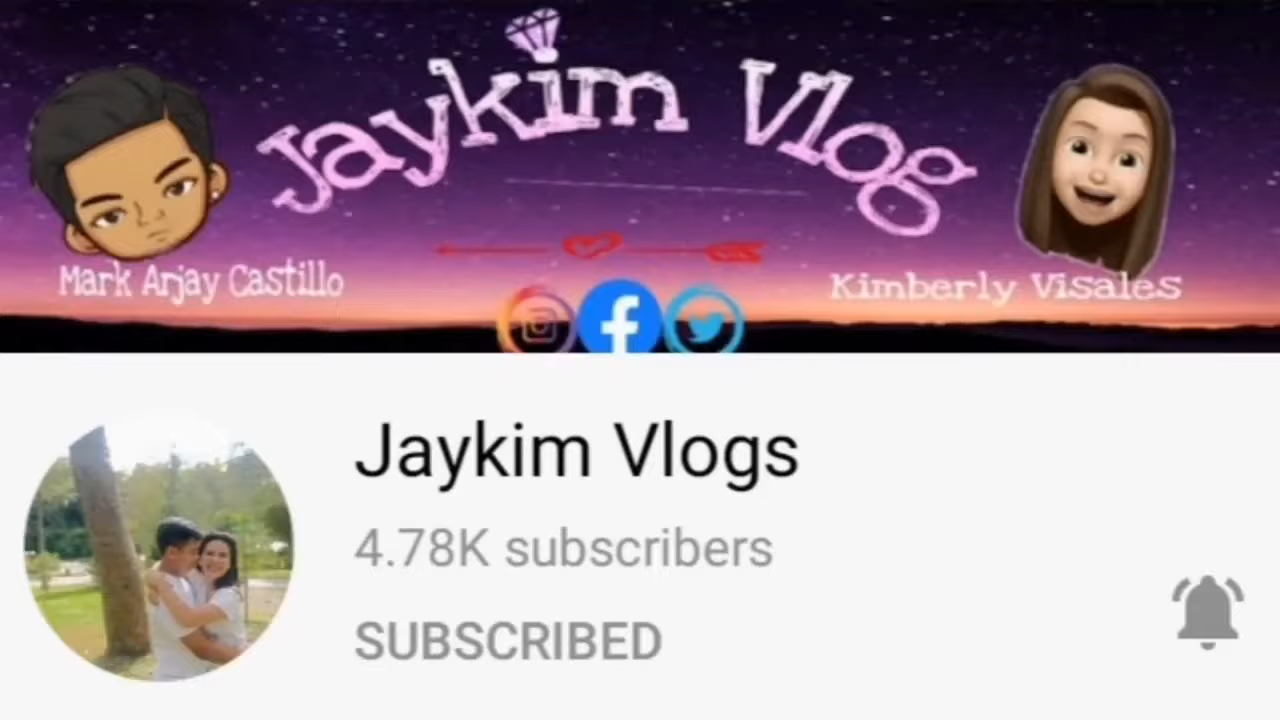 Jaykim Vlog
Mark Arjay Castillo
Kimberly Visales
Jaykim Vlogs
4.78K subscribers
SUBSCRIBED